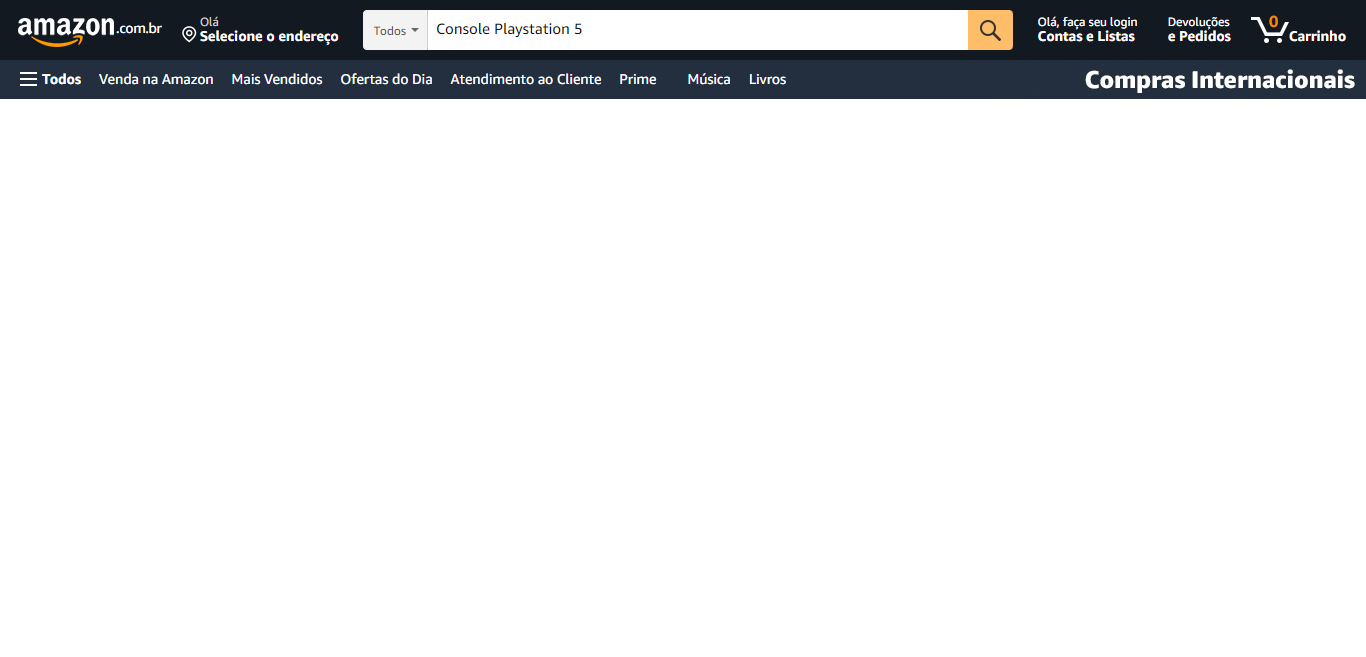 amazon.com.br
Olá
Selecione o endereço
Todos
Console Playstation 5
Olá, faça seu login
Contas e Listas
Devoluções
e Pedidos
0
Carrinho
Todos Venda na Amazon Mais Vendidos Ofertas do Dia Atendimento ao Cliente Prime Música Livros Compras Internacionais